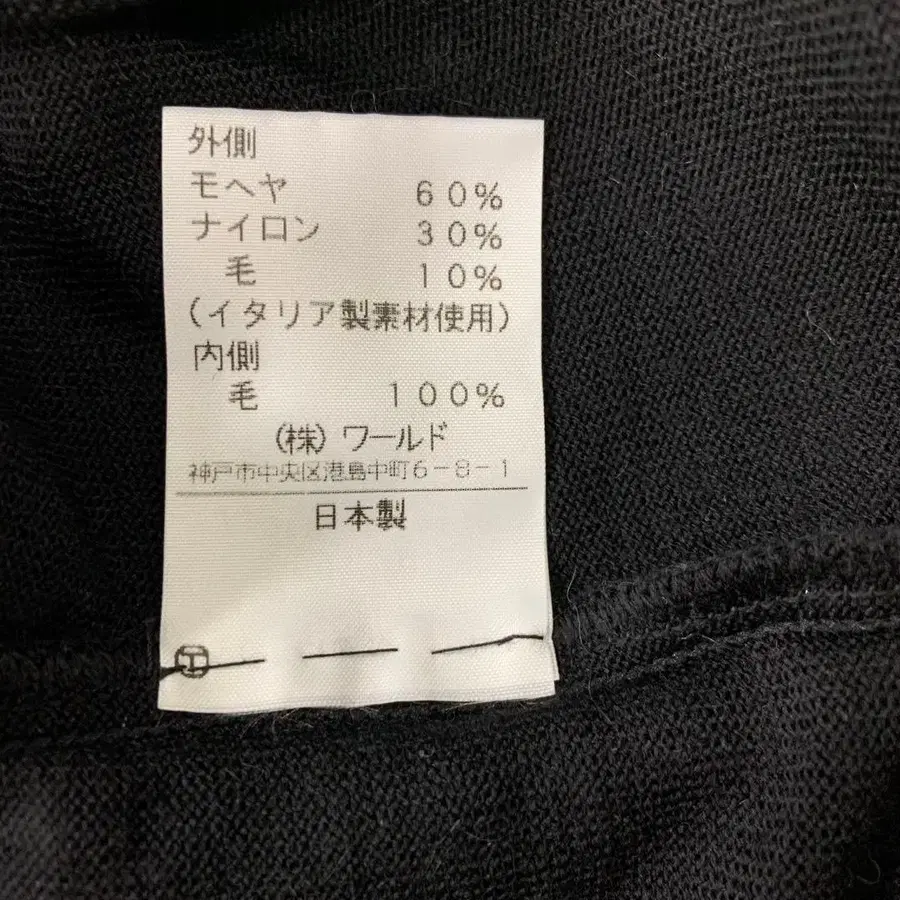 外側
モヘヤ 60%
ナイロン 30%
毛 10%
(イタリア製素材使用)
内側
毛 100%
(株)ワールド
神戸市中央区港島中町6-8-1
日本製